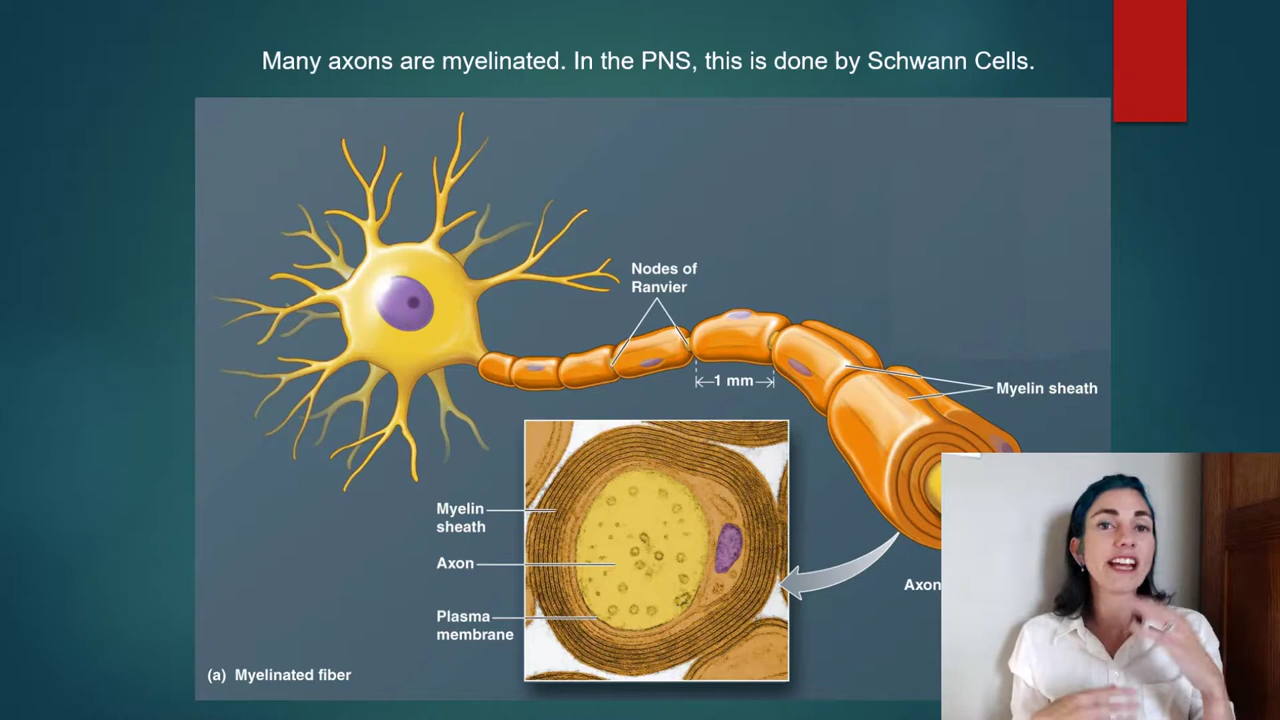 Many axons are myelinated. In the PNS, this is done by Schwann Cells.
Nodes of
Ranvier
1 mm
Myelin sheath
Myelin
sheath
Axon
Plasma
membrane
Axon
(a) Myelinated fiber